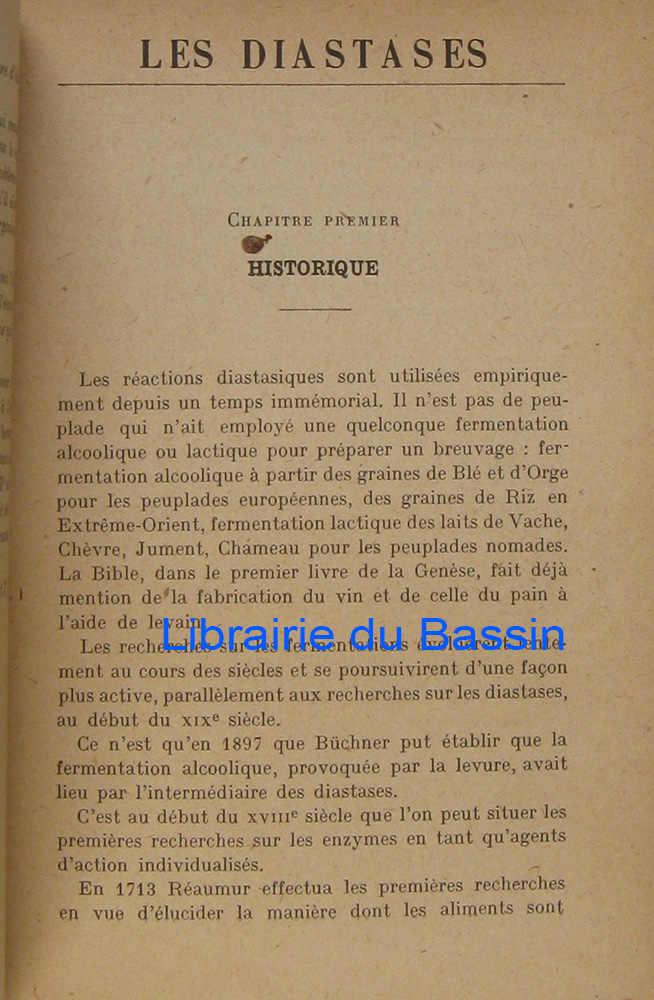 LES DIASTASES
CHAPITRE PREMIER
HISTORIQUE
Les réactions diastasiques sont utilisées empirique-
ment depuis un temps immémorial. Il n'est pas de peu-
plade qui n'ait employé une quelconque fermentation
alcoolique ou lactique pour préparer un breuvage : fer-
mentation alcoolique à partir des graines de Blé et d'Orge
pour les peuplades européennes, des graines de Riz en
Extrême-Orient, fermentation lactique des laits de Vache,
Chèvre, Jument, Chameau pour les peuplades nomades.
La Bible, dans le premier livre de la Genèse, fait déjà
mention de la fabrication du vin et de celle du pain à
l'aide de levain.
Librairie du Bassin
Les recherches sur les fermentations évoluèrent lente-
ment au cours des siècles et se poursuivirent d'une façon
plus active, parallèlement aux recherches sur les diastases,
au début du XIXe siècle.
Ce n'est qu'en 1897 que Büchner put établir que la
fermentation alcoolique, provoquée par la levure, avait
lieu par l'intermédiaire des diastases.
C'est au début du XVIIIe siècle que l'on peut situer les
premières recherches sur les enzymes en tant qu'agents
d'action individualisés.
En 1713 Réaumur effectua les premières recherches
en vue d'élucider la manière dont les aliments sont